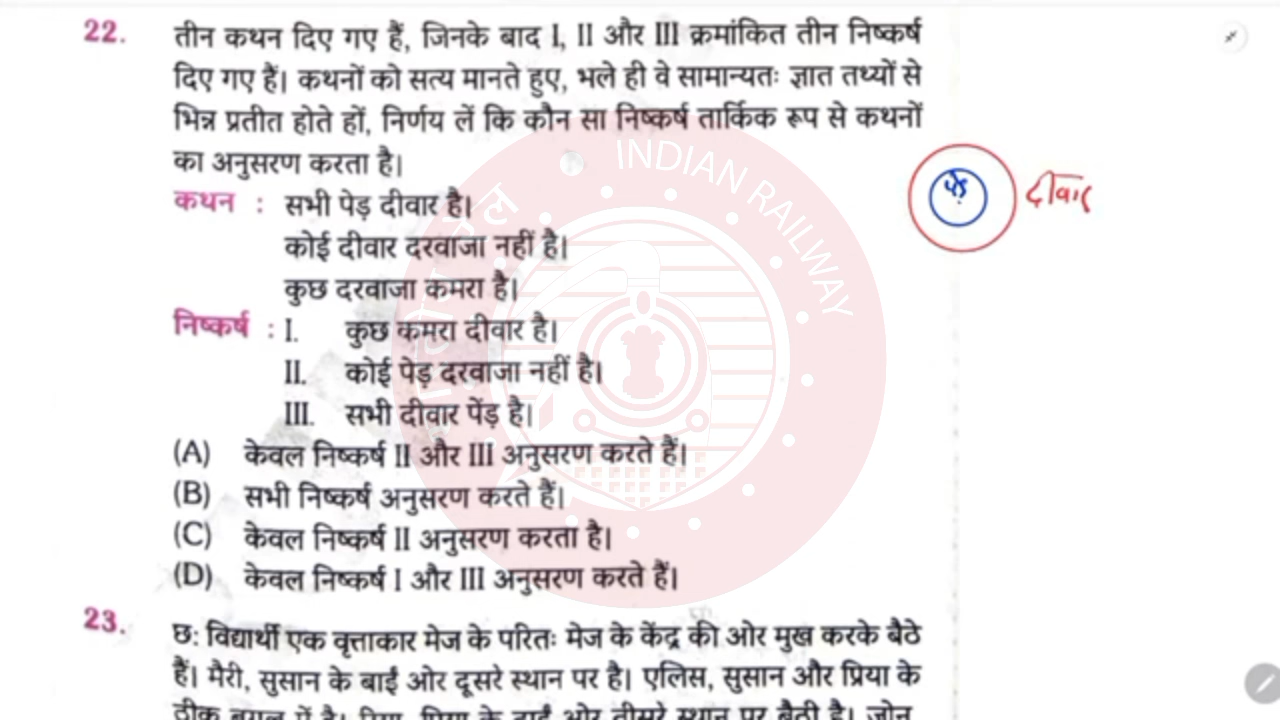 22. तीन कथन दिए गए हैं, जिनके बाद I, II और III क्रमांकित तीन निष्कर्ष
दिए गए हैं। कथनों को सत्य मानते हुए, भले ही वे सामान्यतः ज्ञात तथ्यों से
भिन्न प्रतीत होते हों, निर्णय लें कि कौन सा निष्कर्ष तार्किक रूप से कथनों
का अनुसरण करता है।
कथन : सभी पेड़ दीवार है।
कोई दीवार दरवाजा नहीं है।
कुछ दरवाजा कमरा है।
निष्कर्ष : I. कुछ कमरा दीवार है।
II. कोई पेड़ दरवाजा नहीं है।
III. सभी दीवार पेंड़ है।
(A) केवल निष्कर्ष II और III अनुसरण करते हैं।
(B) सभी निष्कर्ष अनुसरण करते हैं।
(C) केवल निष्कर्ष II अनुसरण करता है।
(D) केवल निष्कर्ष I और III अनुसरण करते हैं।
23. छः विद्यार्थी एक वृत्ताकार मेज के परितः मेज के केंद्र की ओर मुख करके बैठे
हैं। मैरी, सुसान के बाईं ओर दूसरे स्थान पर है। एलिस, सुसान और प्रिया के
पेड़
दीवार
INDIAN RAILWAY